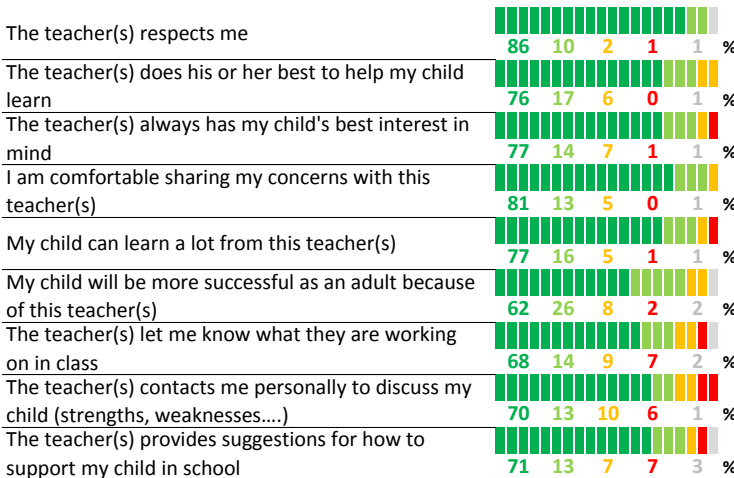 The teacher(s) respects me
86 10 2 1 1 %
The teacher(s) does his or her best to help my child
learn
76 17 6 0 1 %
The teacher(s) always has my child's best interest in
mind
77 14 7 1 1 %
I am comfortable sharing my concerns with this
teacher(s)
81 13 5 0 1 %
My child can learn a lot from this teacher(s)
77 16 5 1 1 %
My child will be more successful as an adult because
of this teacher(s)
62 26 8 2 2 %
The teacher(s) let me know what they are working
on in class
68 14 9 7 2 %
The teacher(s) contacts me personally to discuss my
child (strengths, weaknesses....)
70 13 10 6 1 %
The teacher(s) provides suggestions for how to
support my child in school
71 13 7 7 3 %